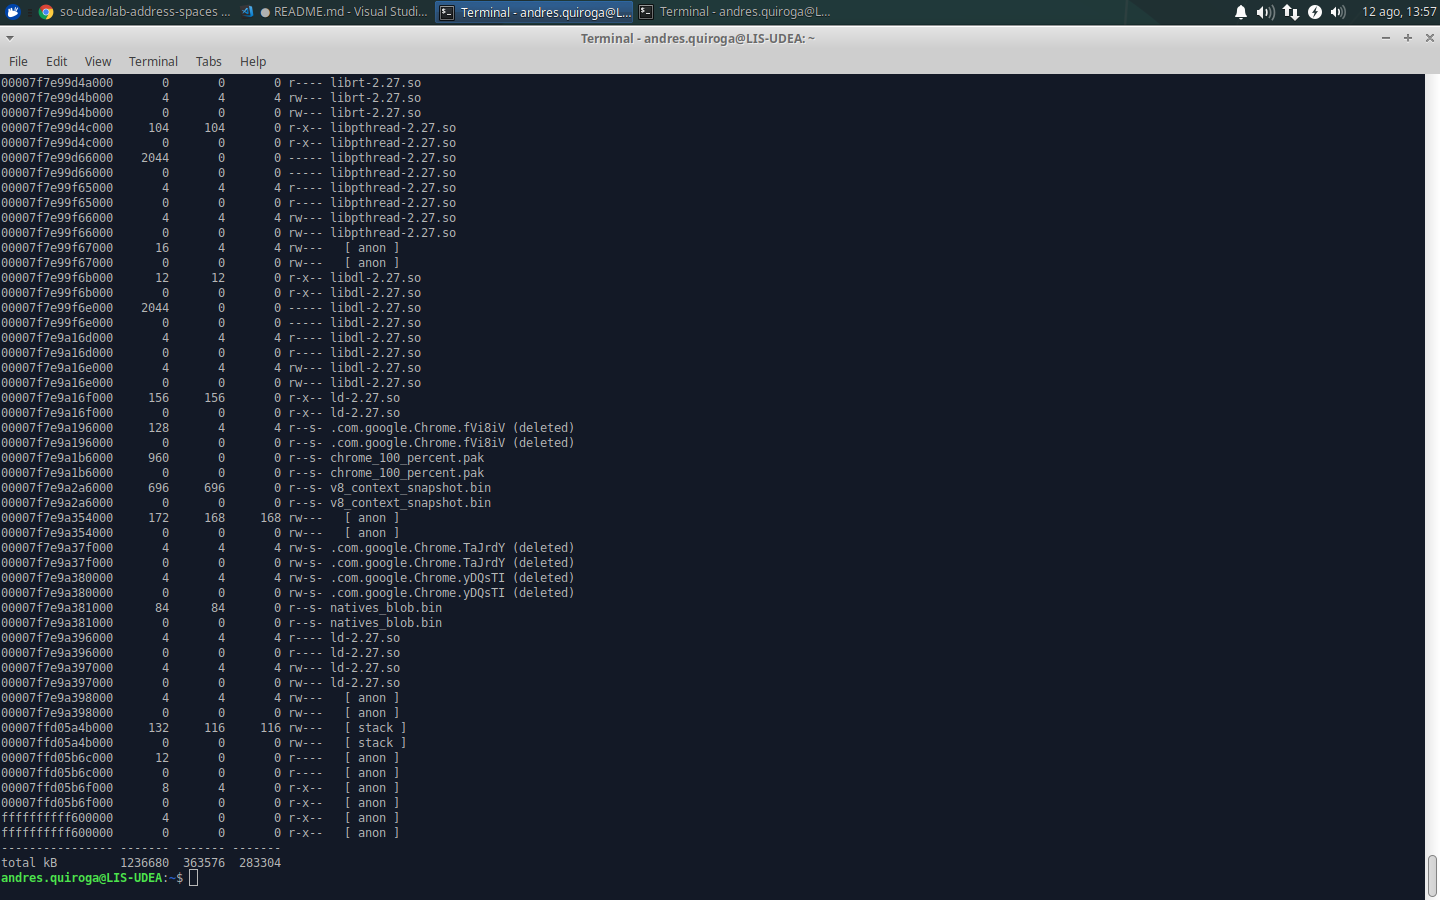 so-udea/lab-address-spaces ...
● README.md - Visual Studi...
Terminal - andres.quiroga@L...
Terminal - andres.quiroga@L...
12 ago, 13:57
Terminal - andres.quiroga@LIS-UDEA: ~
File Edit View Terminal Tabs Help
00007f7e99d4a000 0 0 0 r---- librt-2.27.so
00007f7e99d4b000 4 4 4 rw--- librt-2.27.so
00007f7e99d4b000 0 0 0 rw--- librt-2.27.so
00007f7e99d4c000 104 104 0 r-x-- libpthread-2.27.so
00007f7e99d4c000 0 0 0 r-x-- libpthread-2.27.so
00007f7e99d66000 2044 0 0 ----- libpthread-2.27.so
00007f7e99d66000 0 0 0 ----- libpthread-2.27.so
00007f7e99f65000 4 4 4 r---- libpthread-2.27.so
00007f7e99f65000 0 0 0 r---- libpthread-2.27.so
00007f7e99f66000 4 4 4 rw--- libpthread-2.27.so
00007f7e99f66000 0 0 0 rw--- libpthread-2.27.so
00007f7e99f67000 16 4 4 rw--- [ anon ]
00007f7e99f67000 0 0 0 rw--- [ anon ]
00007f7e99f6b000 12 12 0 r-x-- libdl-2.27.so
00007f7e99f6b000 0 0 0 r-x-- libdl-2.27.so
00007f7e99f6e000 2044 0 0 ----- libdl-2.27.so
00007f7e99f6e000 0 0 0 ----- libdl-2.27.so
00007f7e9a16d000 4 4 4 r---- libdl-2.27.so
00007f7e9a16d000 0 0 0 r---- libdl-2.27.so
00007f7e9a16e000 4 4 4 rw--- libdl-2.27.so
00007f7e9a16e000 0 0 0 rw--- libdl-2.27.so
00007f7e9a16f000 156 156 0 r-x-- ld-2.27.so
00007f7e9a16f000 0 0 0 r-x-- ld-2.27.so
00007f7e9a196000 128 4 4 r--s- .com.google.Chrome.fVi8iV (deleted)
00007f7e9a196000 0 0 0 r--s- .com.google.Chrome.fVi8iV (deleted)
00007f7e9a1b6000 960 0 0 r--s- chrome_100_percent.pak
00007f7e9a1b6000 0 0 0 r--s- chrome_100_percent.pak
00007f7e9a2a6000 696 696 0 r--s- v8_context_snapshot.bin
00007f7e9a2a6000 0 0 0 r--s- v8_context_snapshot.bin
00007f7e9a354000 172 168 168 rw--- [ anon ]
00007f7e9a354000 0 0 0 rw--- [ anon ]
00007f7e9a37f000 4 4 4 rw-s- .com.google.Chrome.TaJrdY (deleted)
00007f7e9a37f000 0 0 0 rw-s- .com.google.Chrome.TaJrdY (deleted)
00007f7e9a380000 4 4 4 rw-s- .com.google.Chrome.yDQsTI (deleted)
00007f7e9a380000 0 0 0 rw-s- .com.google.Chrome.yDQsTI (deleted)
00007f7e9a381000 84 84 0 r--s- natives_blob.bin
00007f7e9a381000 0 0 0 r--s- natives_blob.bin
00007f7e9a396000 4 4 4 r---- ld-2.27.so
00007f7e9a396000 0 0 0 r---- ld-2.27.so
00007f7e9a397000 4 4 4 rw--- ld-2.27.so
00007f7e9a397000 0 0 0 rw--- ld-2.27.so
00007f7e9a398000 4 4 4 rw--- [ anon ]
00007f7e9a398000 0 0 0 rw--- [ anon ]
00007ffd05a4b000 132 116 116 rw--- [ stack ]
00007ffd05a4b000 0 0 0 rw--- [ stack ]
00007ffd05b6c000 12 0 0 r---- [ anon ]
00007ffd05b6c000 0 0 0 r---- [ anon ]
00007ffd05b6f000 8 4 0 r-x-- [ anon ]
00007ffd05b6f000 0 0 0 r-x-- [ anon ]
ffffffffff600000 4 0 0 r-x-- [ anon ]
ffffffffff600000 0 0 0 r-x-- [ anon ]
---------------- ------- ------- -------
total kB 1236680 363576 283304
andres.quiroga@LIS-UDEA:~$